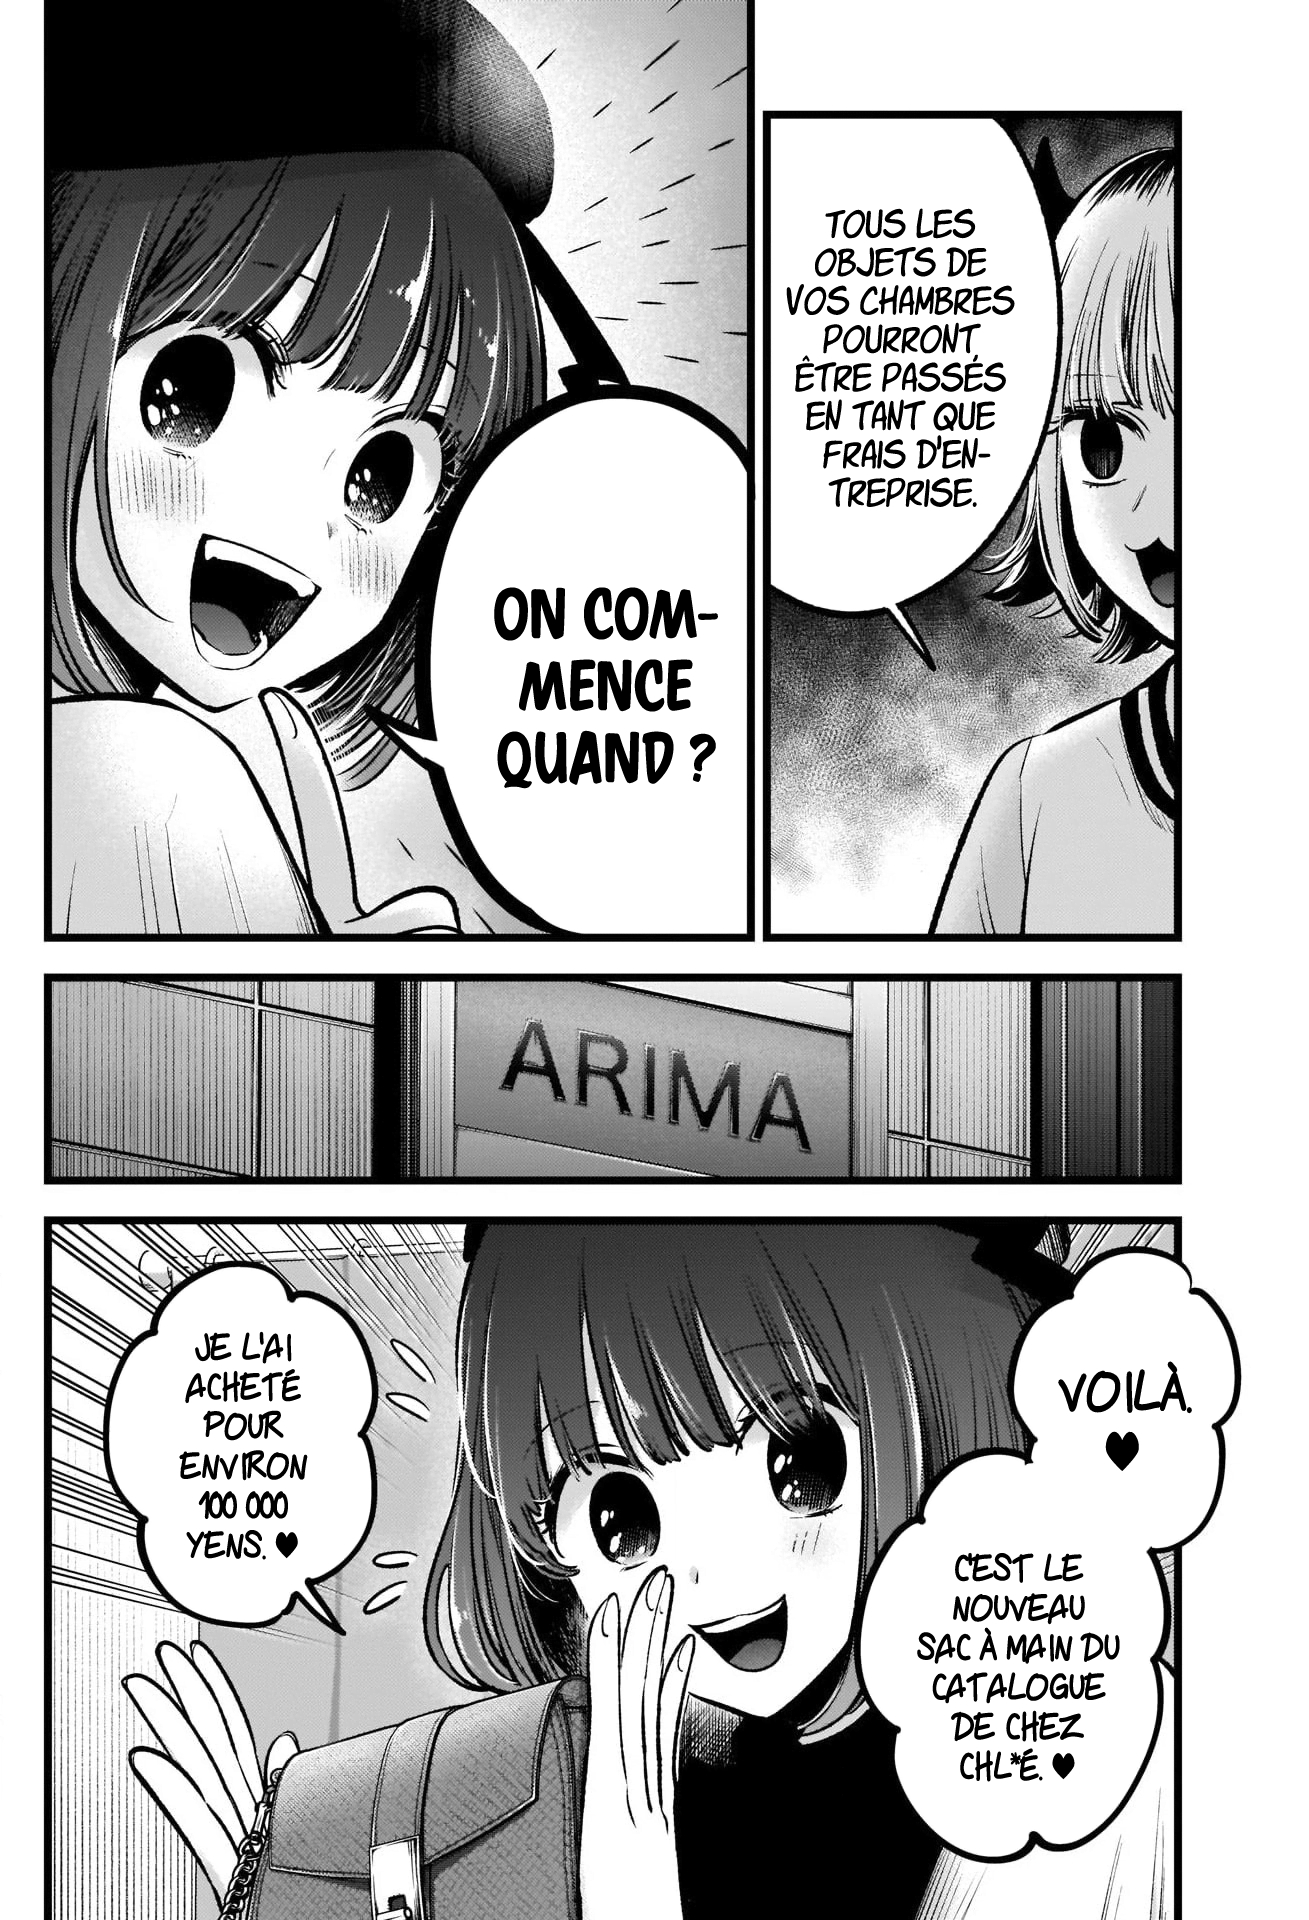 TOUS LES
OBJETS DE
VOS CHAMBRES
POURRONT
ÊTRE PASSÉS
EN TANT QUE
FRAIS D'EN-
TREPRISE.
ON COM-
MENCE
QUAND ?
ARIMA
VOILÀ.
♥
C'EST LE
NOUVEAU
SAC À MAIN DU
CATALOGUE
DE CHEZ
CHL*É. ♥
JE L'AI
ACHETÉ
POUR
ENVIRON
100 000
YENS. ♥